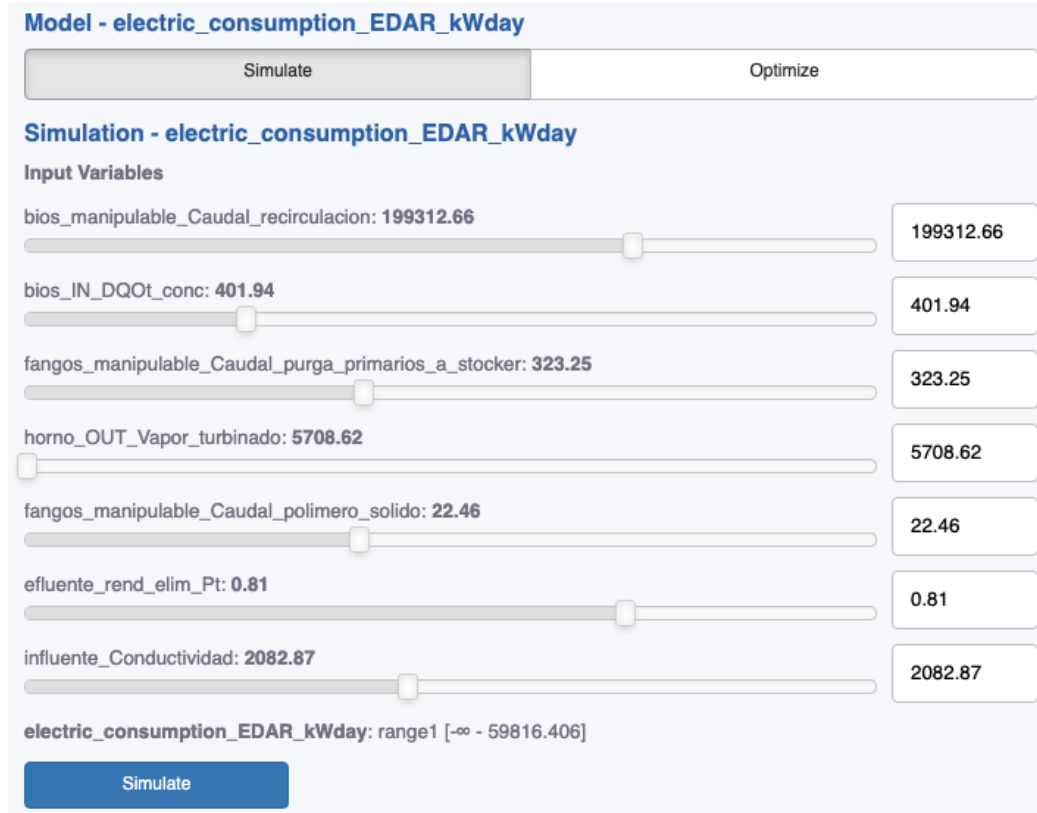 Model - electric_consumption_EDAR_kWday
Simulate
Optimize
Simulation - electric_consumption_EDAR_kWday
Input Variables
bios_manipulable_Caudal_recirculacion: 199312.66
199312.66
bios_IN_DQOt_conc: 401.94
401.94
fangos_manipulable_Caudal_purga_primarios_a_stocker: 323.25
323.25
horno_OUT_Vapor_turbinado: 5708.62
5708.62
fangos_manipulable_Caudal_polimero_solido: 22.46
22.46
efluente_rend_elim_Pt: 0.81
0.81
influente_Conductividad: 2082.87
2082.87
electric_consumption_EDAR_kWday: range1 [-∞ - 59816.406]
Simulate